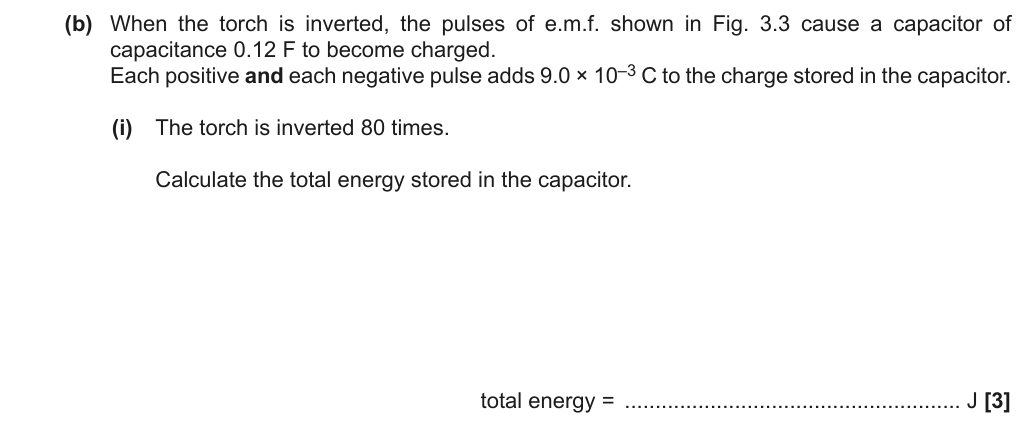 (b) When the torch is inverted, the pulses of e.m.f. shown in Fig. 3.3 cause a capacitor of
capacitance 0.12 F to become charged.
Each positive and each negative pulse adds 9.0 × 10⁻³ C to the charge stored in the capacitor.
(i) The torch is inverted 80 times.
Calculate the total energy stored in the capacitor.
total energy = ........................................................ J [3]